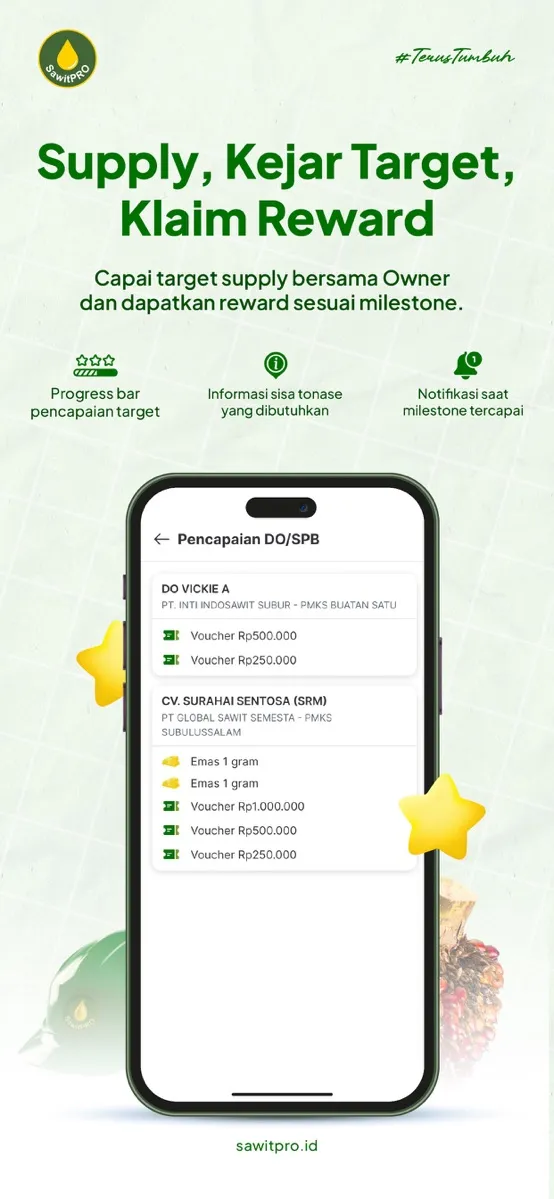 SawitPRO
#TerusTumbuh
Supply, Kejar Target,
Klaim Reward
Capai target supply bersama Owner
dan dapatkan reward sesuai milestone.
Progress bar
pencapaian target
Informasi sisa tonase
yang dibutuhkan
1
Notifikasi saat
milestone tercapai
Pencapaian DO/SPB
DO VICKIE A
PT. INTI INDOSAWIT SUBUR - PMKS BUATAN SATU
Voucher Rp500.000
Voucher Rp250.000
CV. SURAHAI SENTOSA (SRM)
PT GLOBAL SAWIT SEMESTA - PMKS
SUBULUSSALAM
Emas 1 gram
Emas 1 gram
Voucher Rp1.000.000
Voucher Rp500.000
Voucher Rp250.000
SawitPRO
sawitpro.id